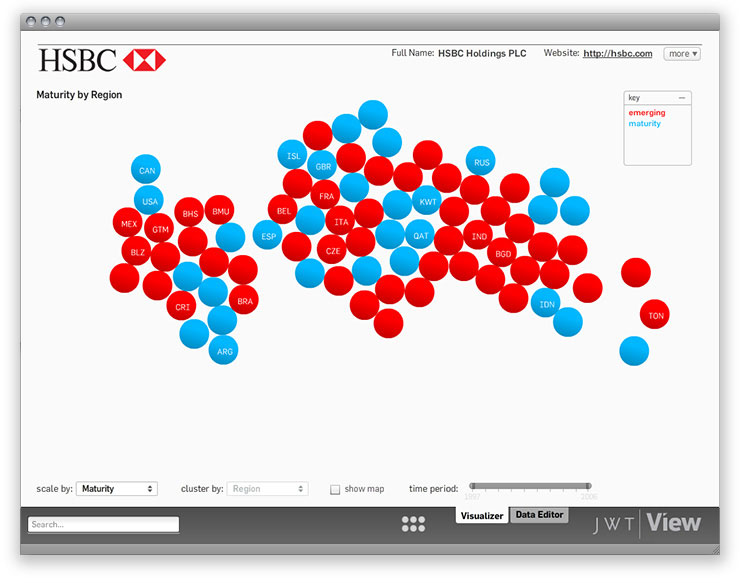 HSBC
Full Name: HSBC Holdings PLC
Website: http://hsbc.com
more
Maturity by Region
key
emerging
maturity
CAN
USA
MEX
GTM
BHS
BMU
BLZ
CRI
BRA
ARG
ISL
GBR
RUS
BEL
FRA
KWT
ESP
ITA
QAT
CZE
IND
BGD
IDN
TON
scale by: Maturity
cluster by: Region
show map
time period:
1997
2006
Search...
Visualizer
Data Editor
JWT View